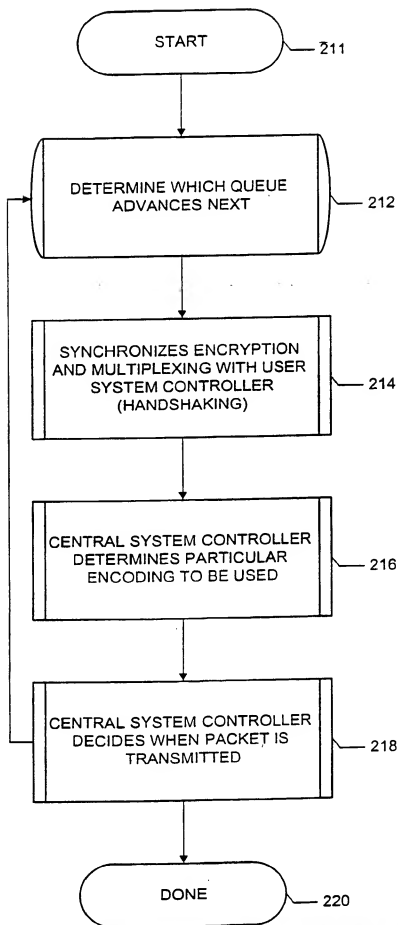 START
211
DETERMINE WHICH QUEUE
ADVANCES NEXT
212
SYNCHRONIZES ENCRYPTION
AND MULTIPLEXING WITH USER
SYSTEM CONTROLLER
(HANDSHAKING)
214
CENTRAL SYSTEM CONTROLLER
DETERMINES PARTICULAR
ENCODING TO BE USED
216
CENTRAL SYSTEM CONTROLLER
DECIDES WHEN PACKET IS
TRANSMITTED
218
DONE
220